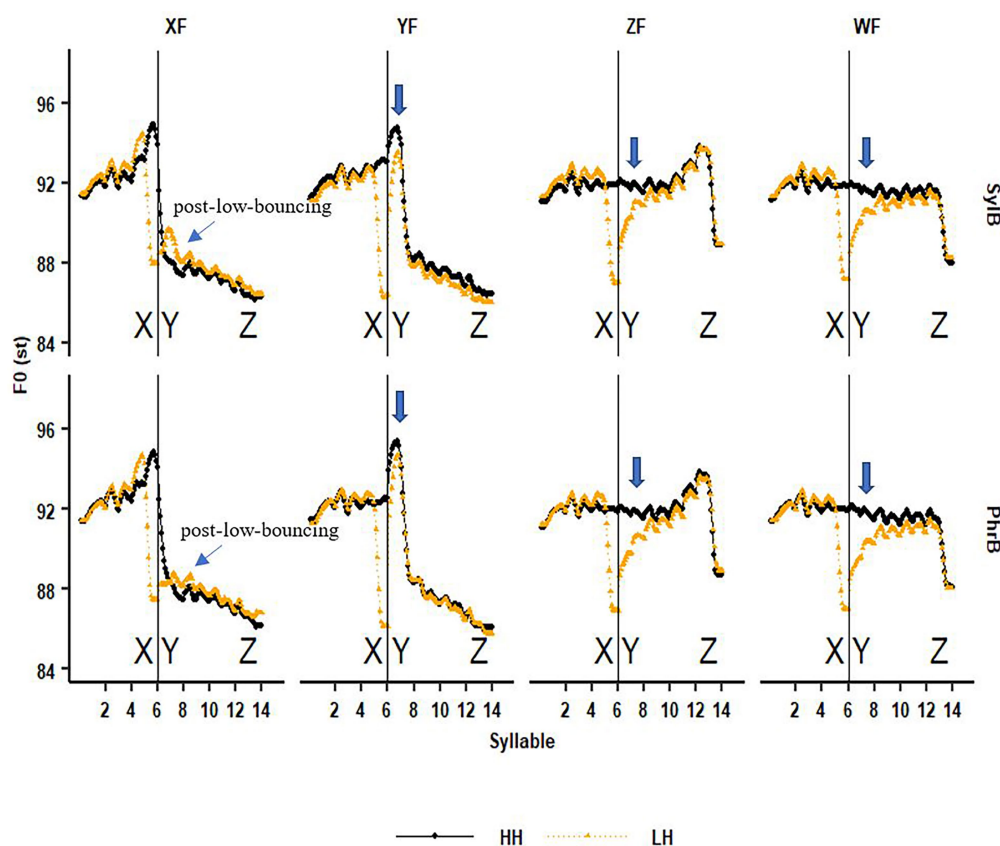 XF YF ZF WF
96
92
88
84
post-low-bouncing
X Y Z X Y Z X Y Z X Y Z
SylB
F0 (st)
96
92
88
84
post-low-bouncing
X Y Z X Y Z X Y Z X Y Z
PhrB
2 4 6 8 10 12 14 2 4 6 8 10 12 14 2 4 6 8 10 12 14 2 4 6 8 10 12 14
Syllable
HH LH